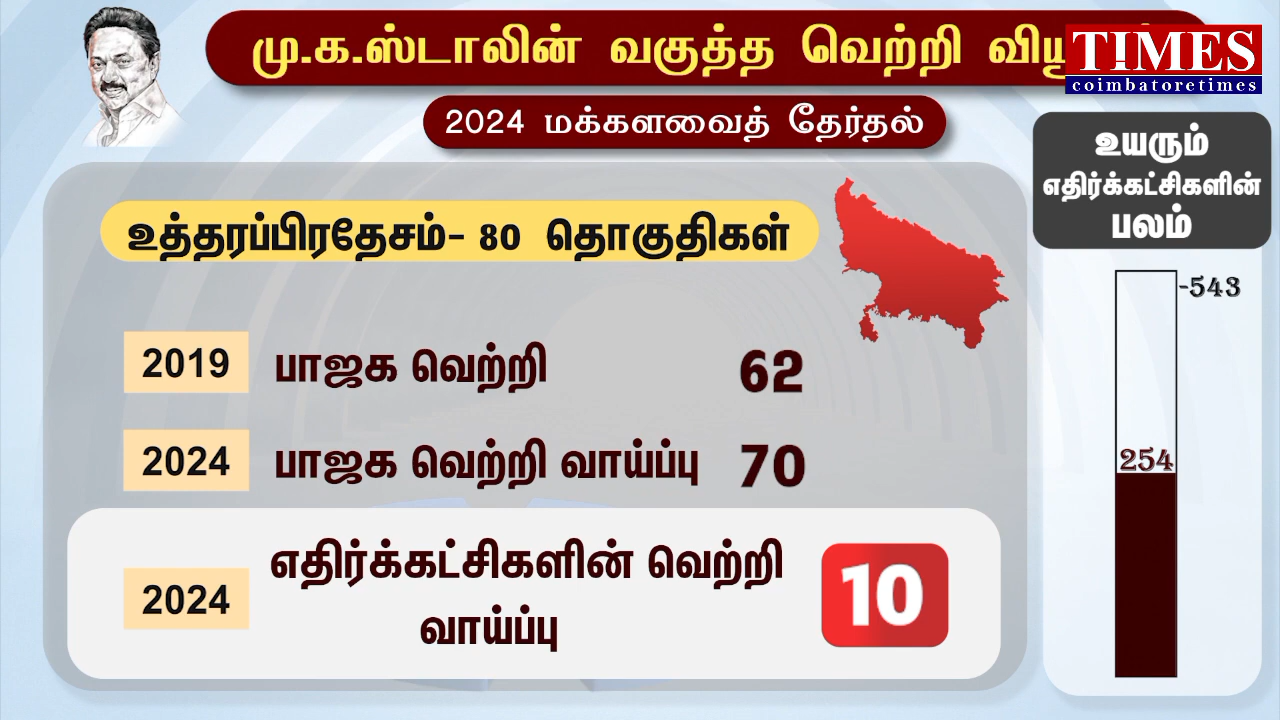 மு.க.ஸ்டாலின் வகுத்த வெற்றி
TIMES
coimbatoretimes
2024 மக்களவைத் தேர்தல்
உயரும்
எதிர்க்கட்சிகளின்
பலம்
உத்தரப்பிரதேசம்- 80 தொகுதிகள்
-543
2019 பாஜக வெற்றி 62
2024 பாஜக வெற்றி வாய்ப்பு 70
254
எதிர்க்கட்சிகளின் வெற்றி
2024 வாய்ப்பு 10